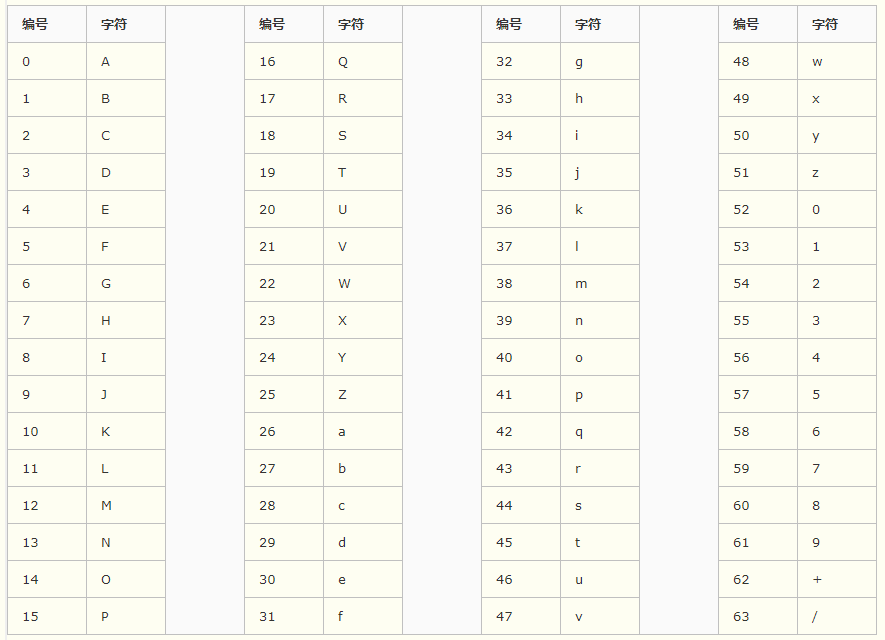 编号 字符 编号 字符 编号 字符 编号 字符
0 A 16 Q 32 g 48 w
1 B 17 R 33 h 49 x
2 C 18 S 34 i 50 y
3 D 19 T 35 j 51 z
4 E 20 U 36 k 52 0
5 F 21 V 37 l 53 1
6 G 22 W 38 m 54 2
7 H 23 X 39 n 55 3
8 I 24 Y 40 o 56 4
9 J 25 Z 41 p 57 5
10 K 26 a 42 q 58 6
11 L 27 b 43 r 59 7
12 M 28 c 44 s 60 8
13 N 29 d 45 t 61 9
14 O 30 e 46 u 62 +
15 P 31 f 47 v 63 /